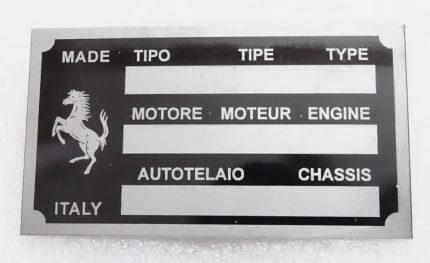 MADE TIPO TIPE TYPE
MOTORE MOTEUR ENGINE
AUTOTELAIO CHASSIS
ITALY